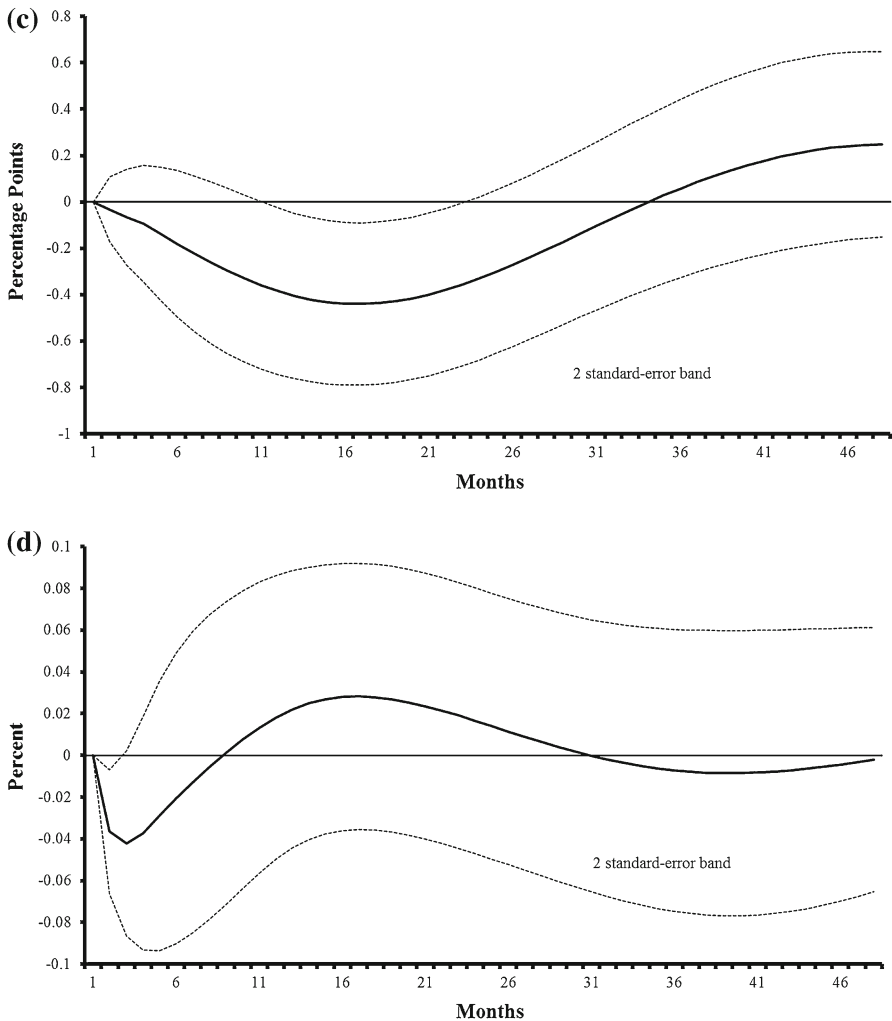 (c)
0.8
0.6
0.4
0.2
0
-0.2
-0.4
-0.6
-0.8
-1
Percentage Points
2 standard-error band
1 6 11 16 21 26 31 36 41 46
Months
(d)
0.1
0.08
0.06
0.04
0.02
0
-0.02
-0.04
-0.06
-0.08
-0.1
Percent
2 standard-error band
1 6 11 16 21 26 31 36 41 46
Months